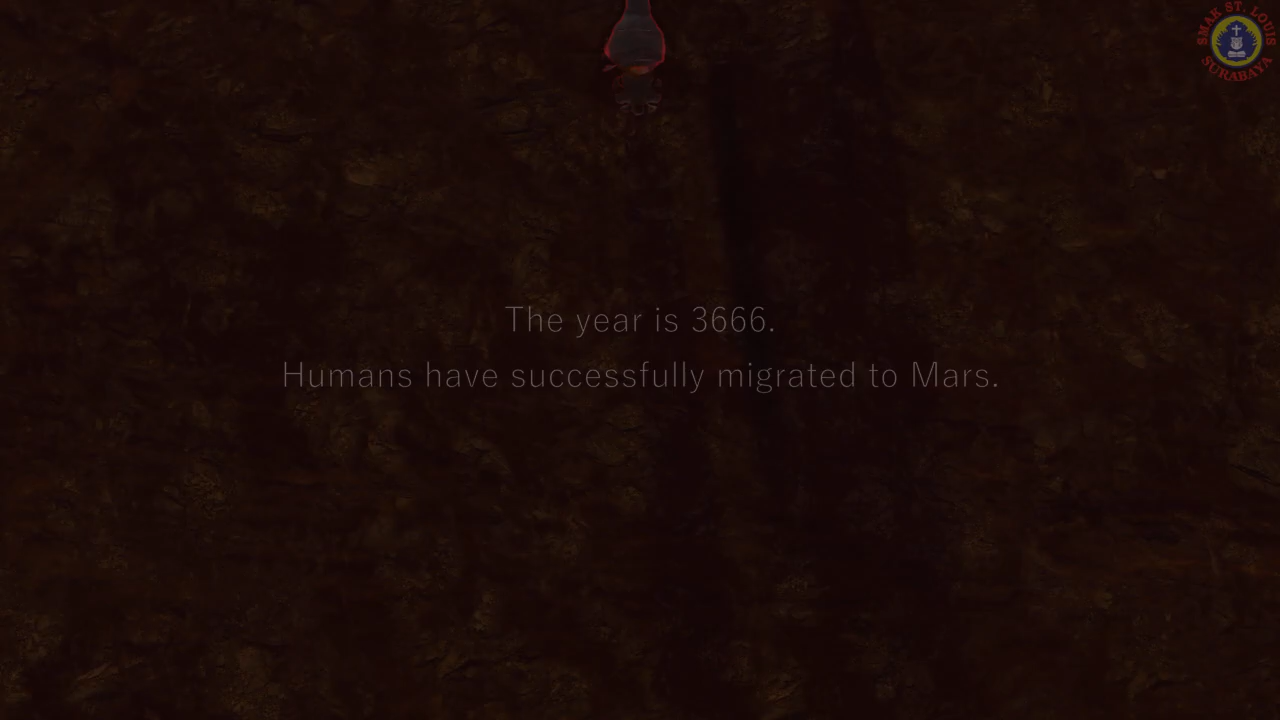 SMAK ST. LOUIS
SURABAYA
The year is 3666.
Humans have successfully migrated to Mars.